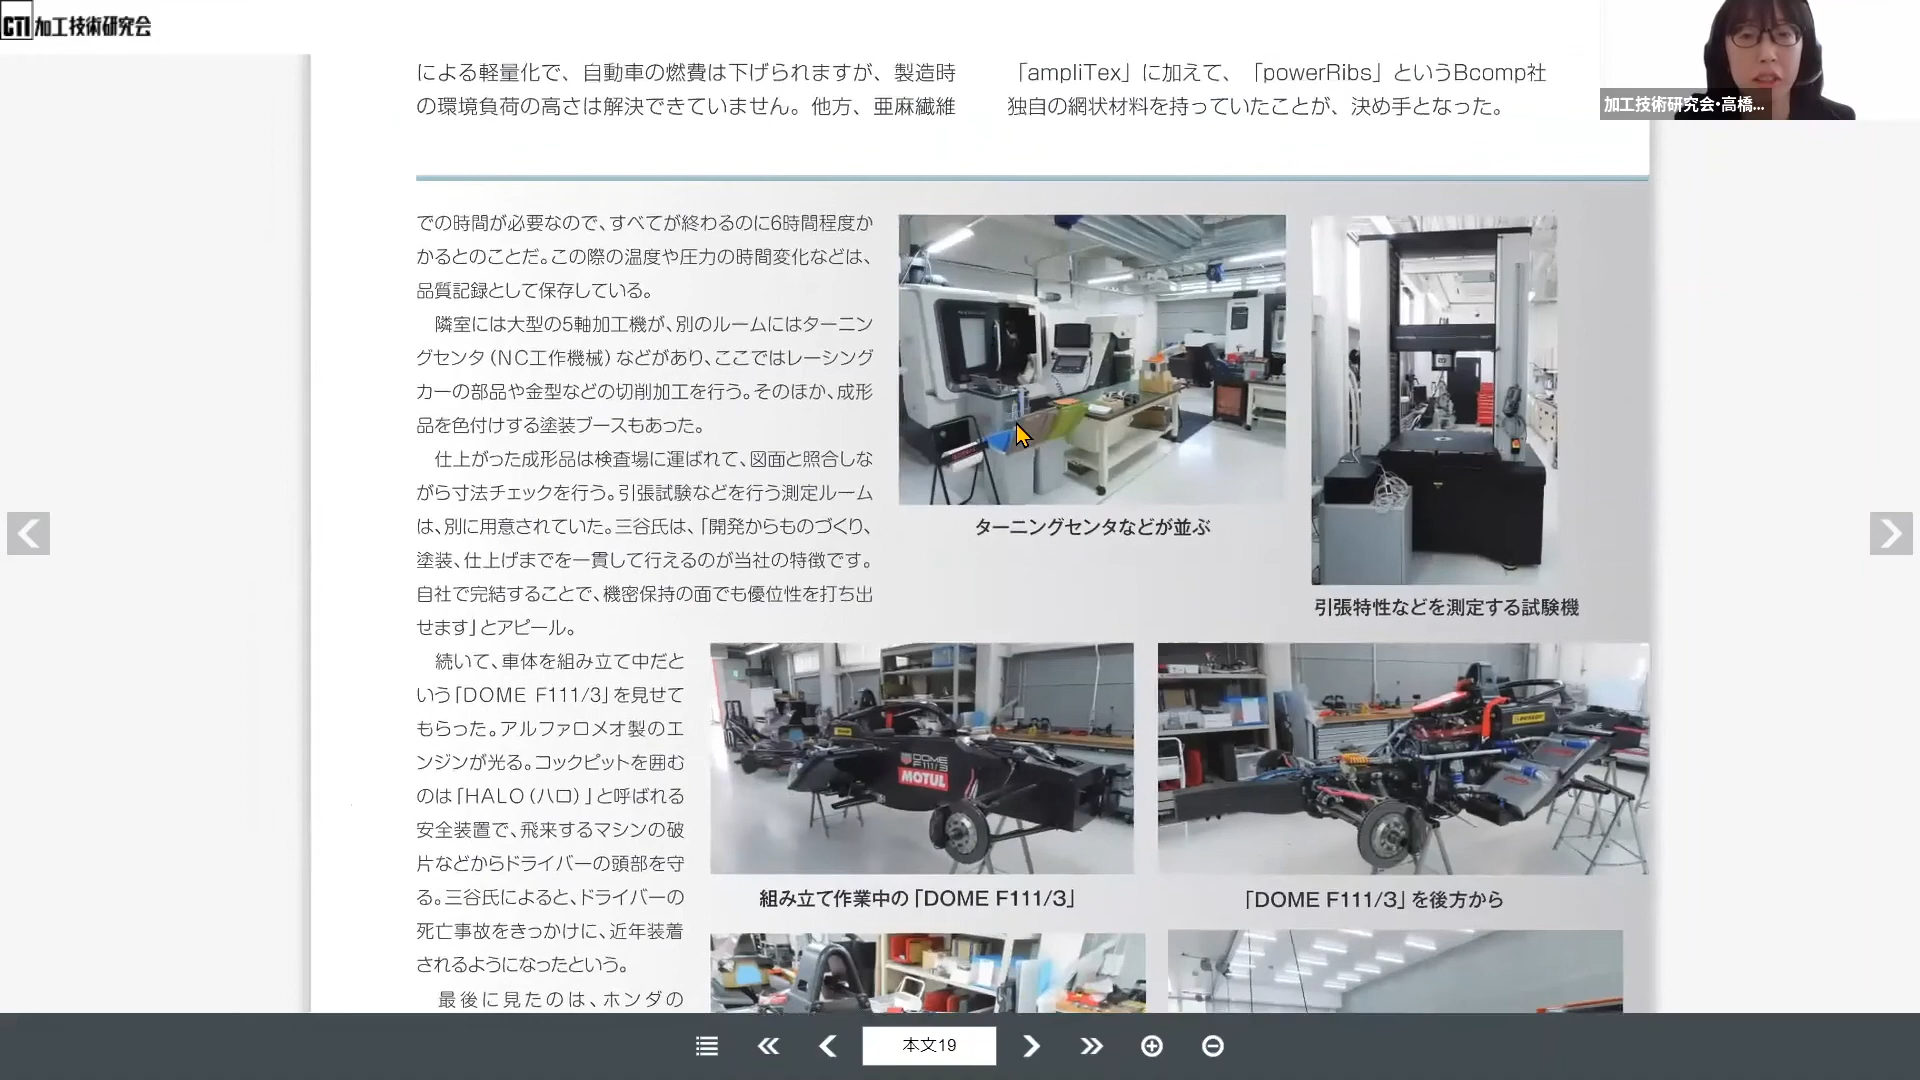 CTI 加工技術研究会
による軽量化で、自動車の燃費は下げられますが、製造時
の環境負荷の高さは解決できていません。他方、亜麻繊維
「ampliTex」に加えて、「powerRibs」というBcomp社
独自の網状材料を持っていたことが、決め手となった。
加工技術研究会・高橋...
での時間が必要なので、すべてが終わるのに6時間程度か
かるとのことだ。この際の温度や圧力の時間変化などは、
品質記録として保存している。
隣室には大型の5軸加工機が、別のルームにはターニン
グセンタ（NC工作機械）などがあり、ここではレーシング
カーの部品や金型などの切削加工を行う。そのほか、成形
品を色付けする塗装ブースもあった。
仕上がった成形品は検査場に運ばれて、図面と照合しな
がら寸法チェックを行う。引張試験などを行う測定ルーム
は、別に用意されていた。三谷氏は、「開発からものづくり、
塗装、仕上げまでを一貫して行えるのが当社の特徴です。
自社で完結することで、機密保持の面でも優位性を打ち出
せます」とアピール。
続いて、車体を組み立て中だと
いう「DOME F111/3」を見せて
もらった。アルファロメオ製のエ
ンジンが光る。コックピットを囲む
のは「HALO（ハロ）」と呼ばれる
安全装置で、飛来するマシンの破
片などからドライバーの頭部を守
る。三谷氏によると、ドライバーの
死亡事故をきっかけに、近年装着
されるようになったという。
最後に見たのは、ホンダの
ターニングセンタなどが並ぶ
引張特性などを測定する試験機
DOME
F111/3
MOTUL
組み立て作業中の「DOME F111/3」
「DOME F111/3」を後方から
本文19